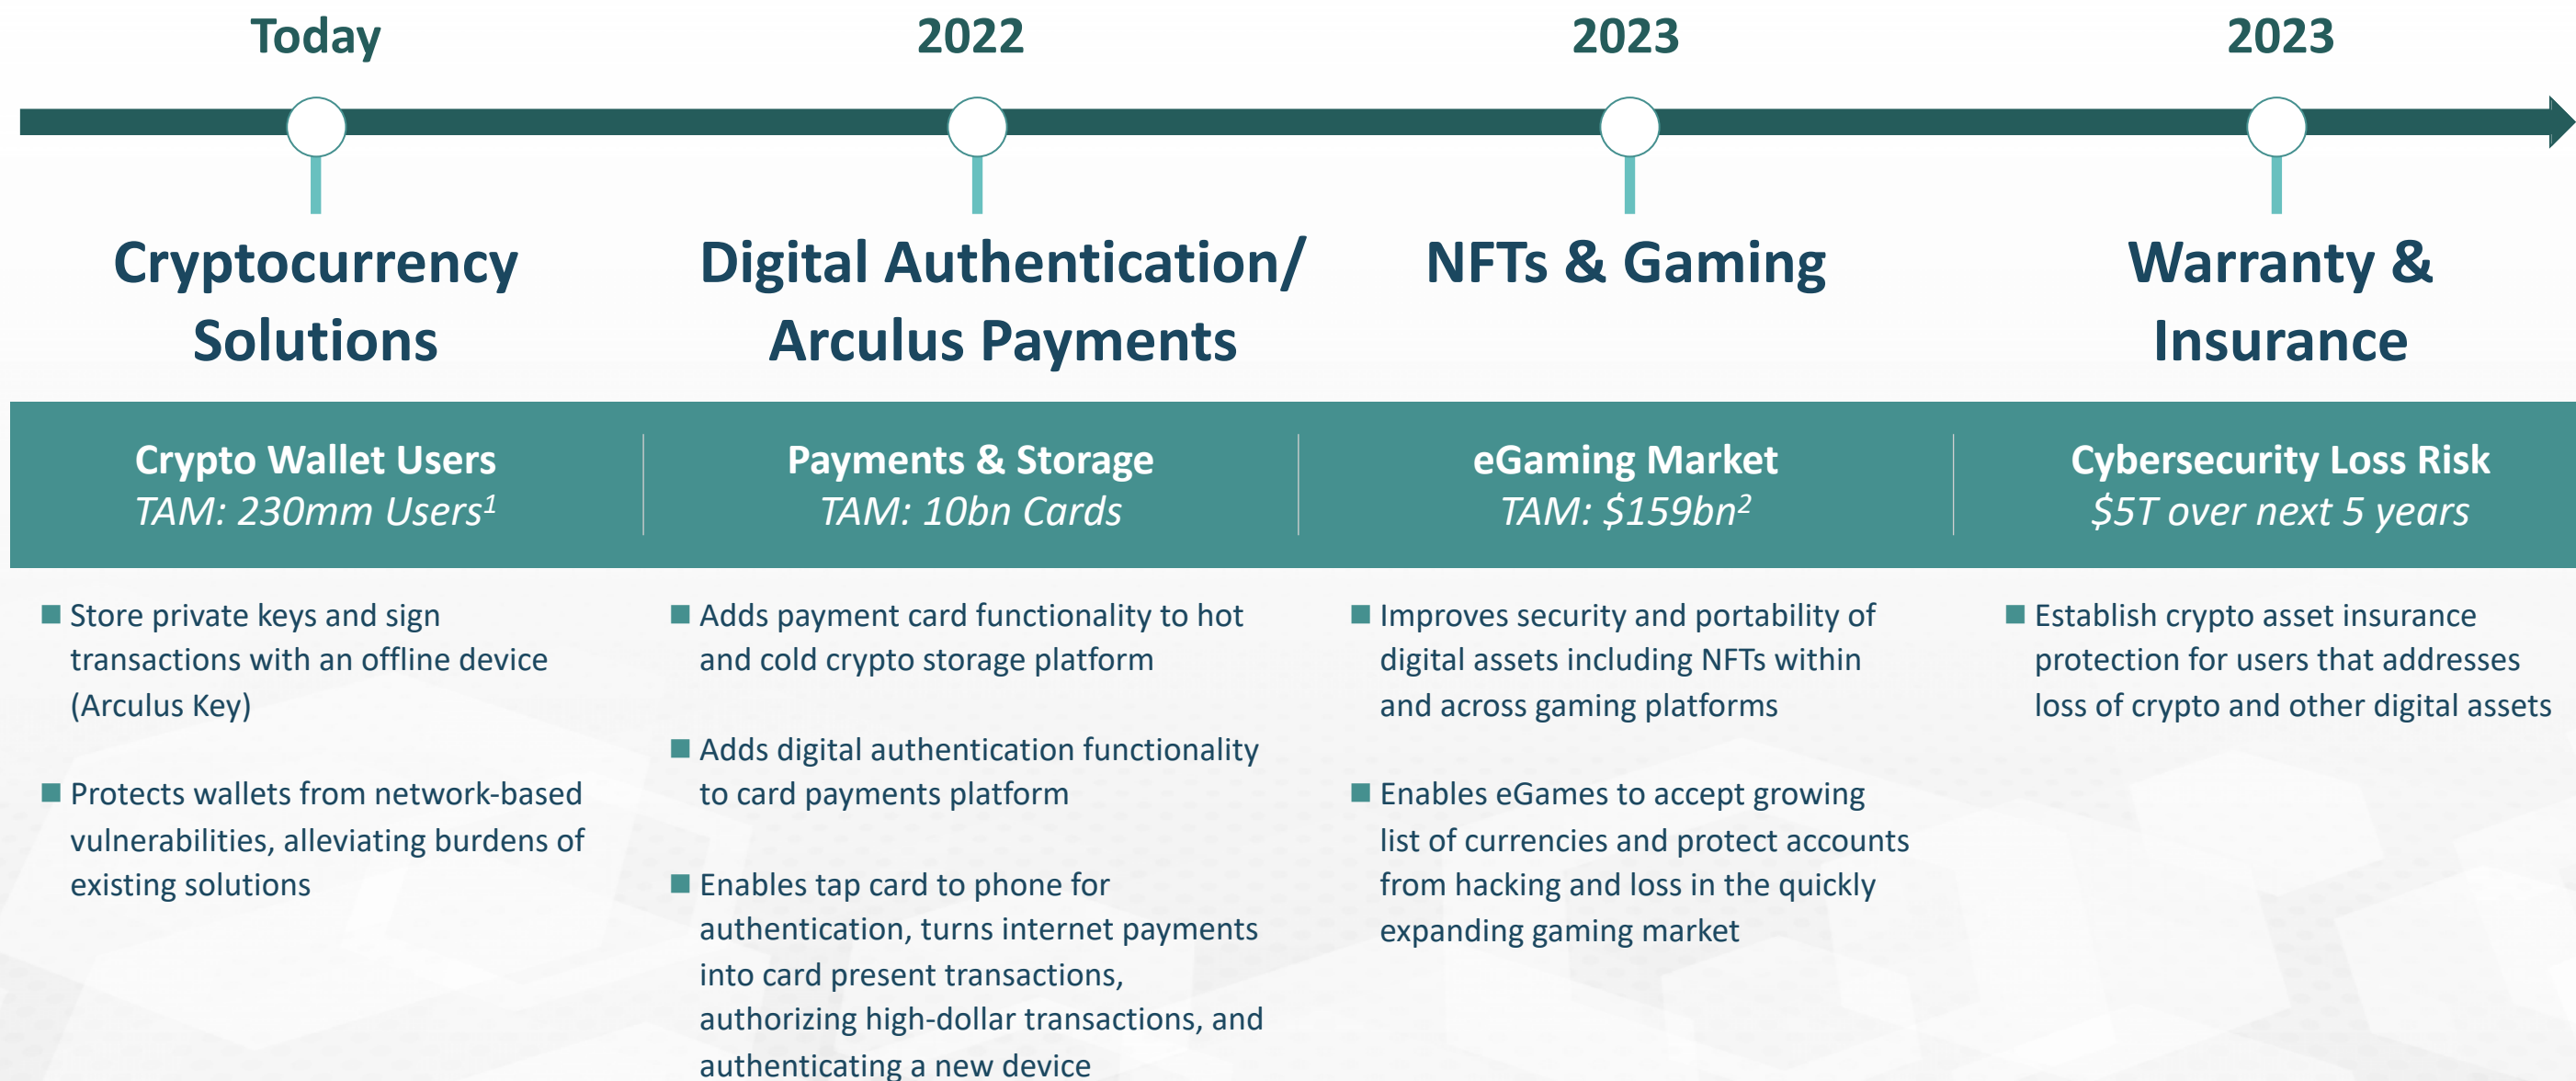 Today
2022
2023
2023
Cryptocurrency
Solutions
Digital Authentication/
Arculus Payments
NFTs & Gaming
Warranty &
Insurance
Crypto Wallet Users
TAM: 230mm Users¹
Payments & Storage
TAM: 10bn Cards
eGaming Market
TAM: $159bn²
Cybersecurity Loss Risk
$5T over next 5 years
■ Store private keys and sign
transactions with an offline device
(Arculus Key)
■ Protects wallets from network-based
vulnerabilities, alleviating burdens of
existing solutions
■ Adds payment card functionality to hot
and cold crypto storage platform
■ Adds digital authentication functionality
to card payments platform
■ Enables tap card to phone for
authentication, turns internet payments
into card present transactions,
authorizing high-dollar transactions, and
authenticating a new device
■ Improves security and portability of
digital assets including NFTs within
and across gaming platforms
■ Enables eGames to accept growing
list of currencies and protect accounts
from hacking and loss in the quickly
expanding gaming market
■ Establish crypto asset insurance
protection for users that addresses
loss of crypto and other digital assets